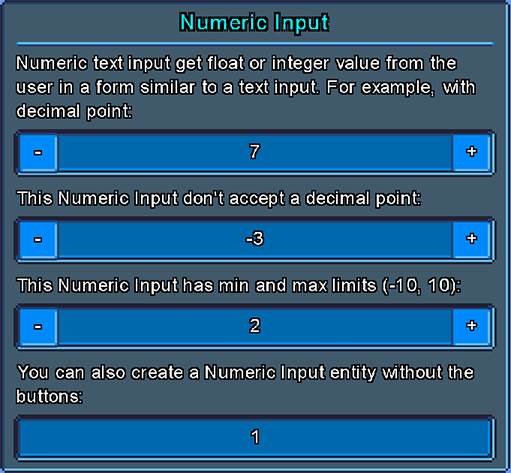 Numeric Input
Numeric text input get float or integer value from the
user in a form similar to a text input. For example, with
decimal point:
- 7 +
This Numeric Input don't accept a decimal point:
- -3 +
This Numeric Input has min and max limits (-10, 10):
- 2 +
You can also create a Numeric Input entity without the
buttons:
1